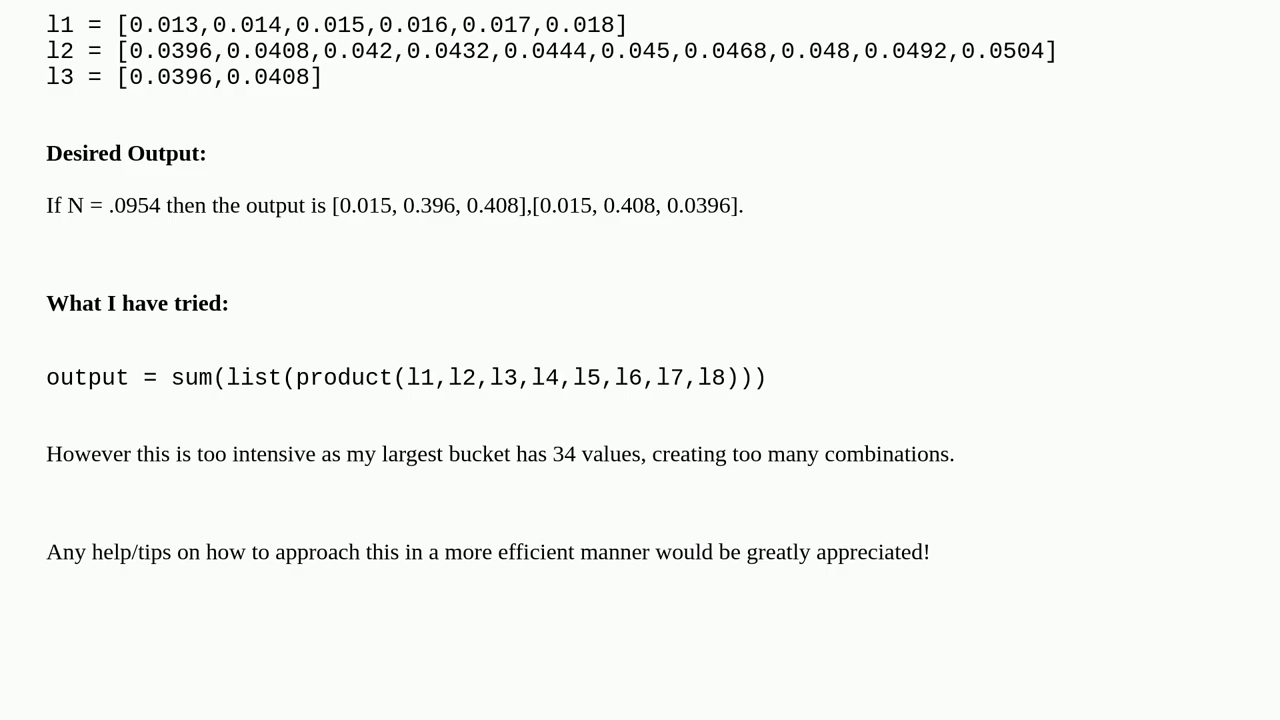 l1 = [0.013,0.014,0.015,0.016,0.017,0.018]
l2 = [0.0396,0.0408,0.042,0.0432,0.0444,0.045,0.0468,0.048,0.0492,0.0504]
l3 = [0.0396,0.0408]
Desired Output:
If N = .0954 then the output is [0.015, 0.396, 0.408],[0.015, 0.408, 0.0396].
What I have tried:
output = sum(list(product(l1,l2,l3,l4,l5,l6,l7,l8)))
However this is too intensive as my largest bucket has 34 values, creating too many combinations.
Any help/tips on how to approach this in a more efficient manner would be greatly appreciated!